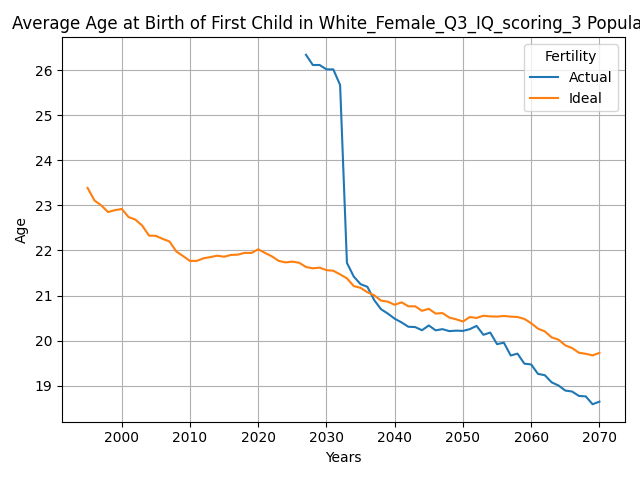 Average Age at Birth of First Child in White_Female_Q3_IQ_scoring_3 Popula
Fertility
Actual
Ideal
Age
26
25
24
23
22
21
20
19
2000 2010 2020 2030 2040 2050 2060 2070
Years